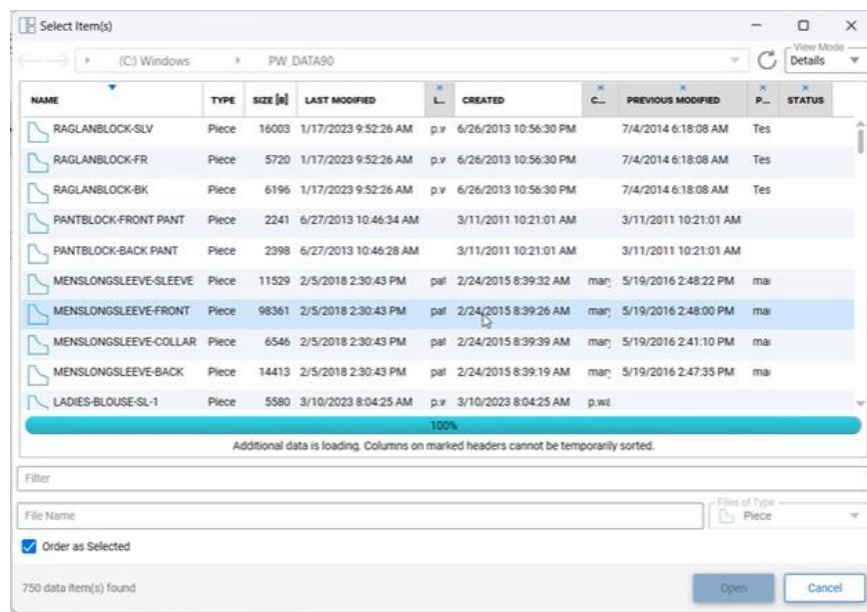 Select Item(s)
(C:) Windows PW_DATA90 View Mode Details
NAME TYPE SIZE [B] LAST MODIFIED L... CREATED C... PREVIOUS MODIFIED P... STATUS
RAGLANBLOCK-SLV Piece 16003 1/17/2023 9:52:26 AM p.w 6/26/2013 10:56:30 PM 7/4/2014 6:18:08 AM Tes
RAGLANBLOCK-FR Piece 5720 1/17/2023 9:52:26 AM p.w 6/26/2013 10:56:30 PM 7/4/2014 6:18:08 AM Tes
RAGLANBLOCK-BK Piece 6196 1/17/2023 9:52:26 AM p.w 6/26/2013 10:56:30 PM 7/4/2014 6:18:08 AM Tes
PANTBLOCK-FRONT PANT Piece 2241 6/27/2013 10:46:34 AM 3/11/2011 10:21:01 AM 3/11/2011 10:21:01 AM
PANTBLOCK-BACK PANT Piece 2398 6/27/2013 10:46:28 AM 3/11/2011 10:21:01 AM 3/11/2011 10:21:01 AM
MENSLONGSLEEVE-SLEEVE Piece 11529 2/5/2018 2:30:43 PM pat 2/24/2015 8:39:32 AM mary 5/19/2016 2:48:22 PM mar
MENSLONGSLEEVE-FRONT Piece 98361 2/5/2018 2:30:43 PM pat 2/24/2015 8:39:26 AM mary 5/19/2016 2:48:00 PM mar
MENSLONGSLEEVE-COLLAR Piece 6546 2/5/2018 2:30:43 PM pat 2/24/2015 8:39:39 AM mary 5/19/2016 2:41:10 PM mar
MENSLONGSLEEVE-BACK Piece 14413 2/5/2018 2:30:43 PM pat 2/24/2015 8:39:19 AM mary 5/19/2016 2:47:35 PM mar
LADIES-BLOUSE-SL-1 Piece 5580 3/10/2023 8:04:25 AM p.w 3/10/2023 8:04:25 AM p.wa
100%
Additional data is loading. Columns on marked headers cannot be temporarily sorted.
Filter
File Name Files of Type Piece
Order as Selected
750 data item(s) found Open Cancel